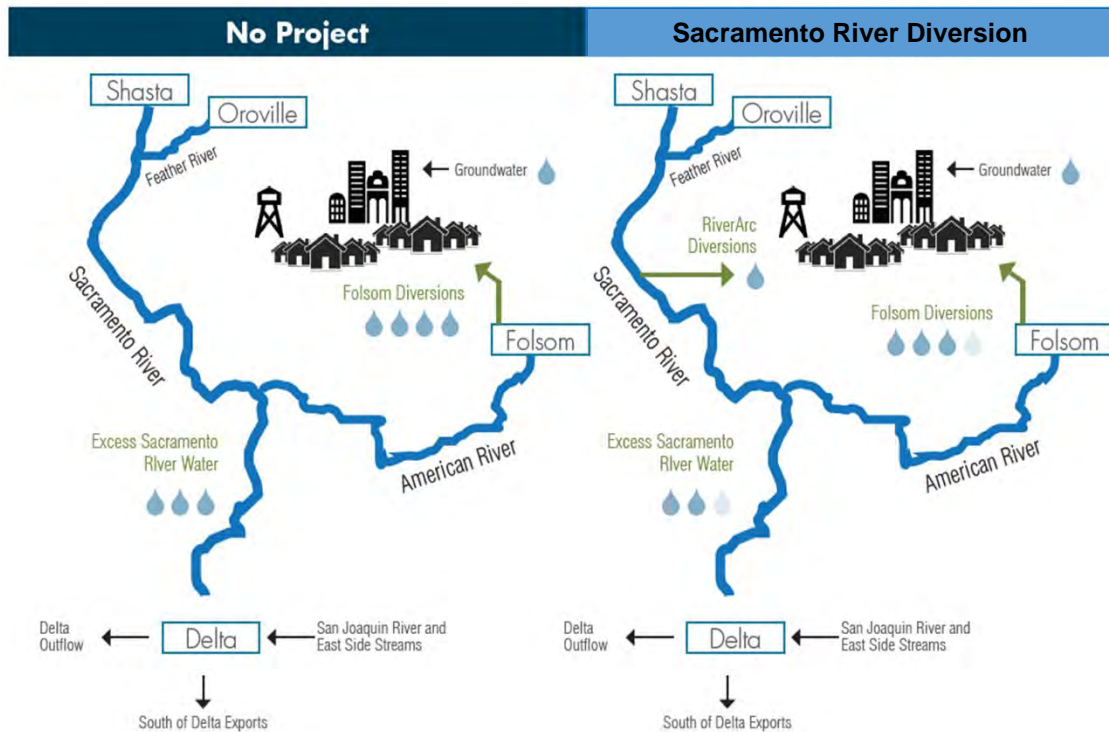 No Project
Shasta
Oroville
Feather River
Groundwater
Sacramento River
Folsom Diversions
Folsom
American River
Excess Sacramento
RIver Water
Delta
Outflow
Delta
San Joaquin River and
East Side Streams
South of Delta Exports
Sacramento River Diversion
Shasta
Oroville
Feather River
Groundwater
RiverArc
Diversions
Sacramento River
Folsom Diversions
Folsom
American River
Excess Sacramento
RIver Water
Delta
Outflow
Delta
San Joaquin River and
East Side Streams
South of Delta Exports